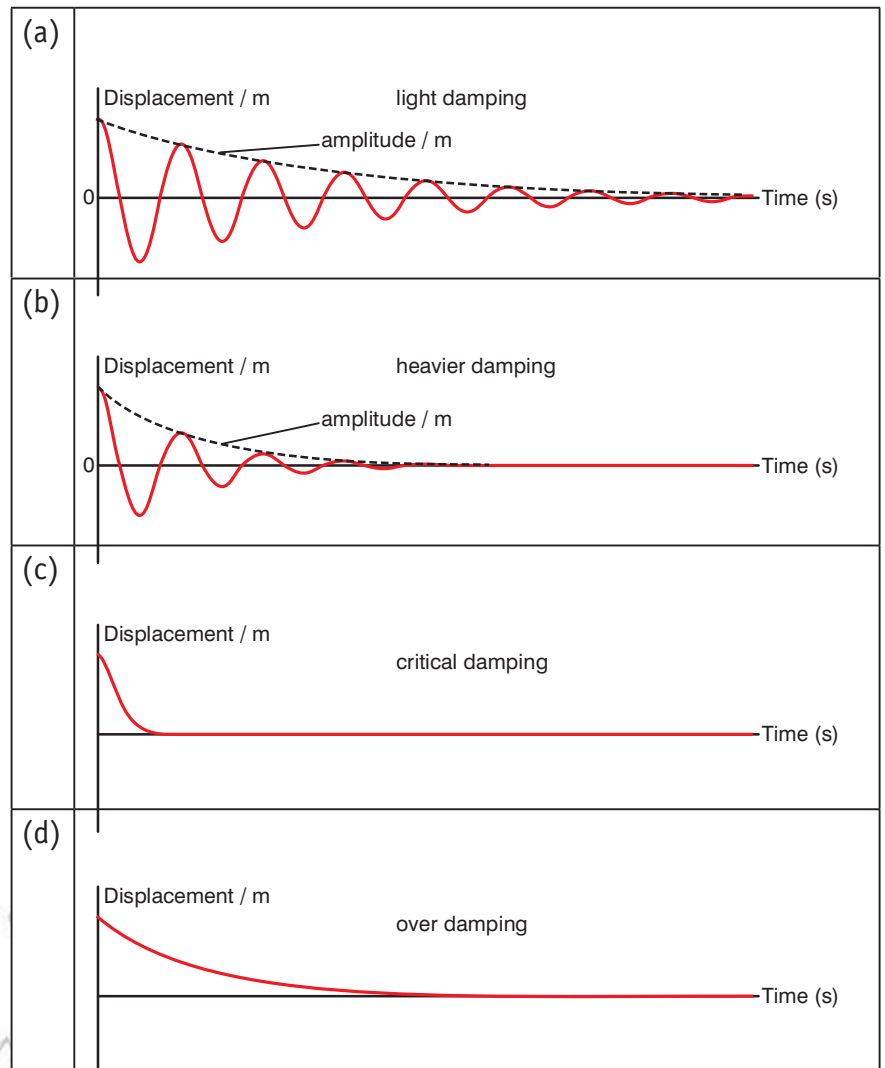 (a)
Displacement / m
light damping
amplitude / m
0
Time (s)
(b)
Displacement / m
heavier damping
amplitude / m
0
Time (s)
(c)
Displacement / m
critical damping
Time (s)
(d)
Displacement / m
over damping
Time (s)